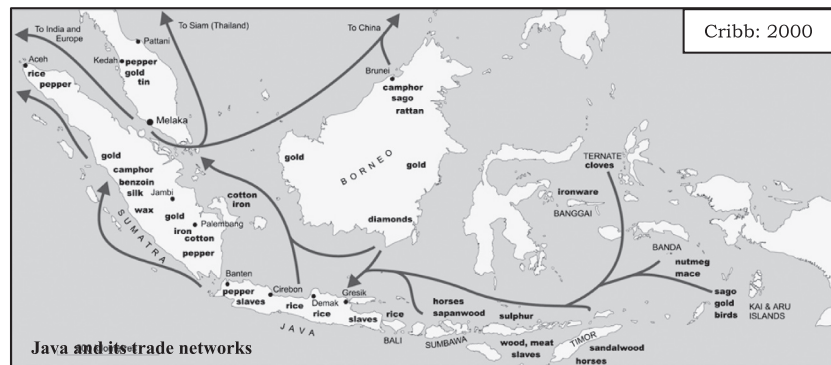 To India and
Europe
To Siam (Thailand)
To China
Cribb: 2000
Pattani
Kedah
pepper
gold
tin
Aceh
rice
pepper
Melaka
Brunei
camphor
sago
rattan
gold
gold
BORNEO
diamonds
gold
camphor
benzoin
silk
Jambi
wax
gold
iron
Palembang
cotton
pepper
SUMATRA
cotton
iron
TERNATE
cloves
ironware
BANGGAI
BANDA
nutmeg
mace
sago
gold
birds
KAI & ARU
ISLANDS
Banten
pepper
slaves
Cirebon
rice
Demak
rice
Gresik
slaves
JAVA
rice
BALI
horses
sapanwood
SUMBAWA
sulphur
wood, meat
slaves
TIMOR
sandalwood
horses
Java and its trade networks